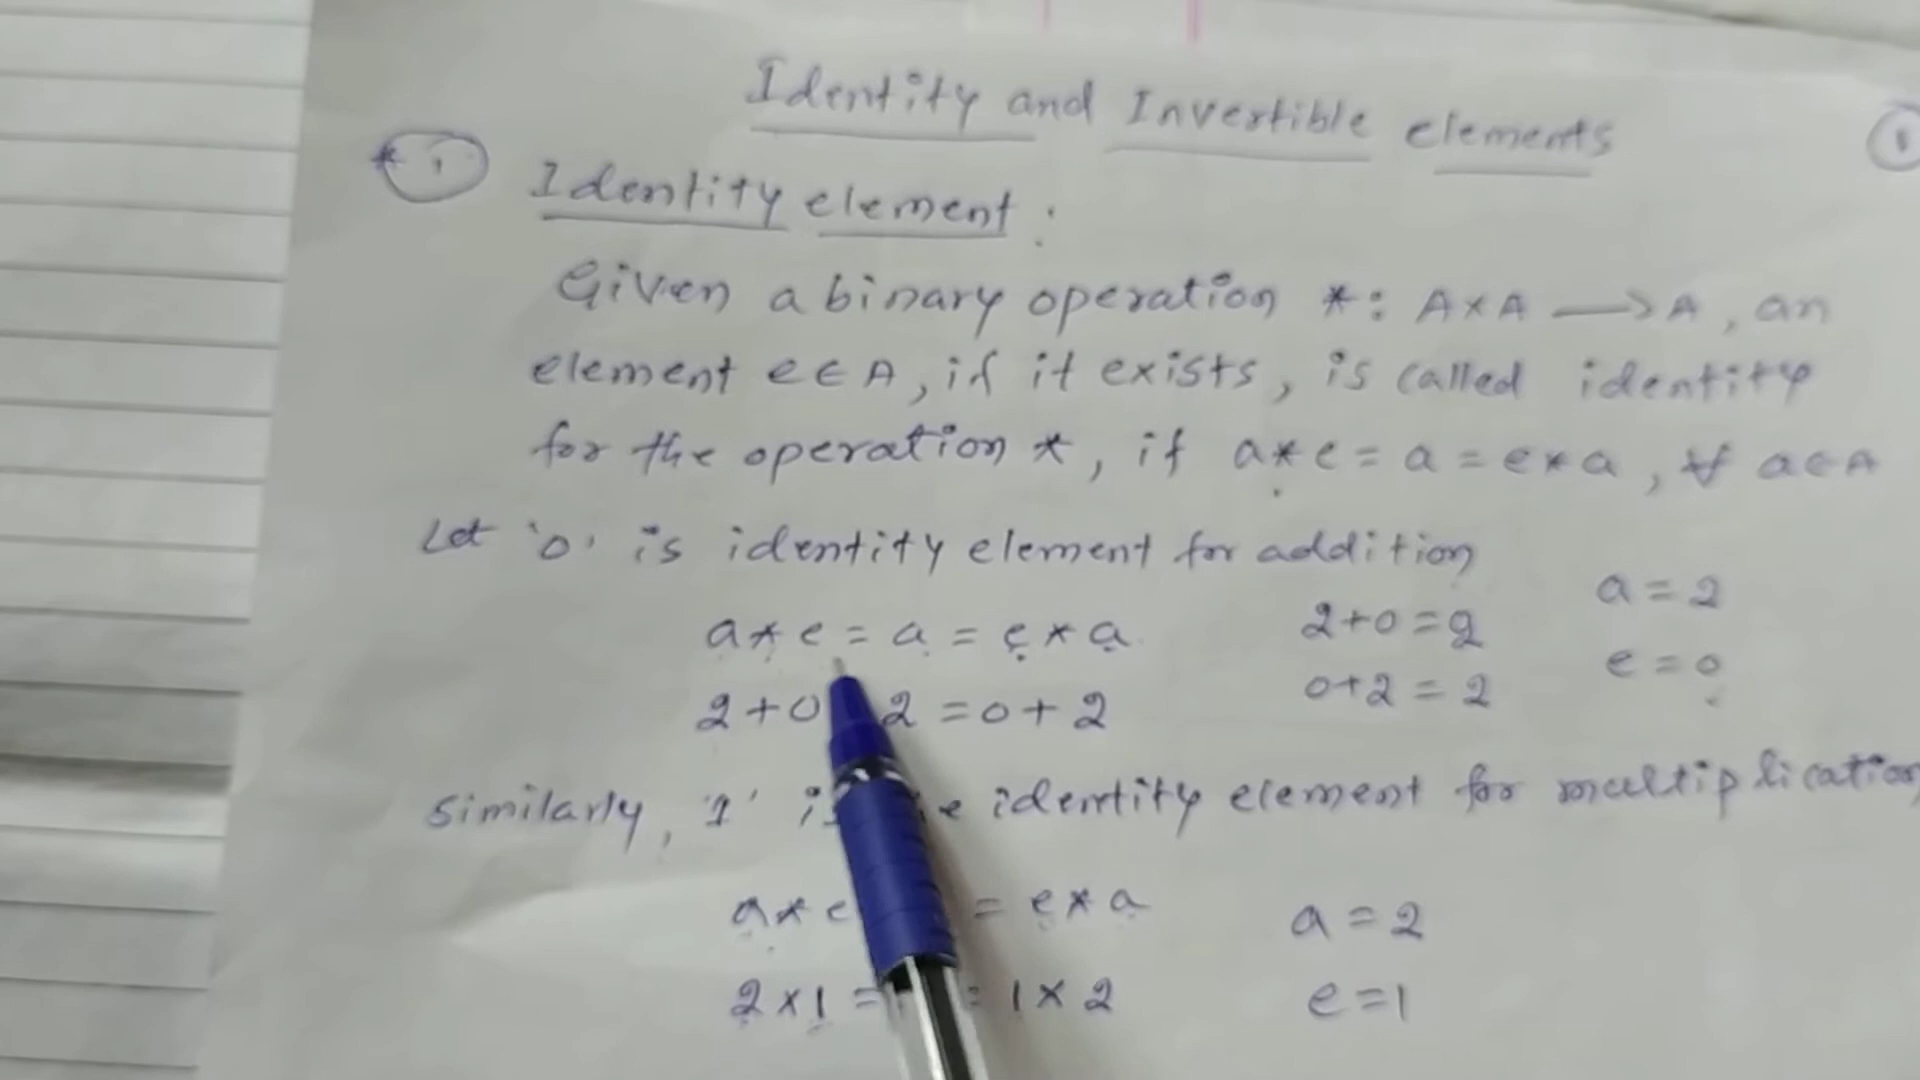 Identity and Invertible elements
* 1 Identity element :
Given a binary operation * : A×A ⟶ A, an
element e∈A, if it exists, is called identity
for the operation *, if a*e = a = e*a, ∀ a∈A
Let '0' is identity element for addition
a*e = a = e*a 2+0=2 a=2
2+0 2 = 0+2 0+2=2 e=0
Similarly, '1' identity element for multiplication
a*e = e*a a=2
2×1 = = 1×2 e=1